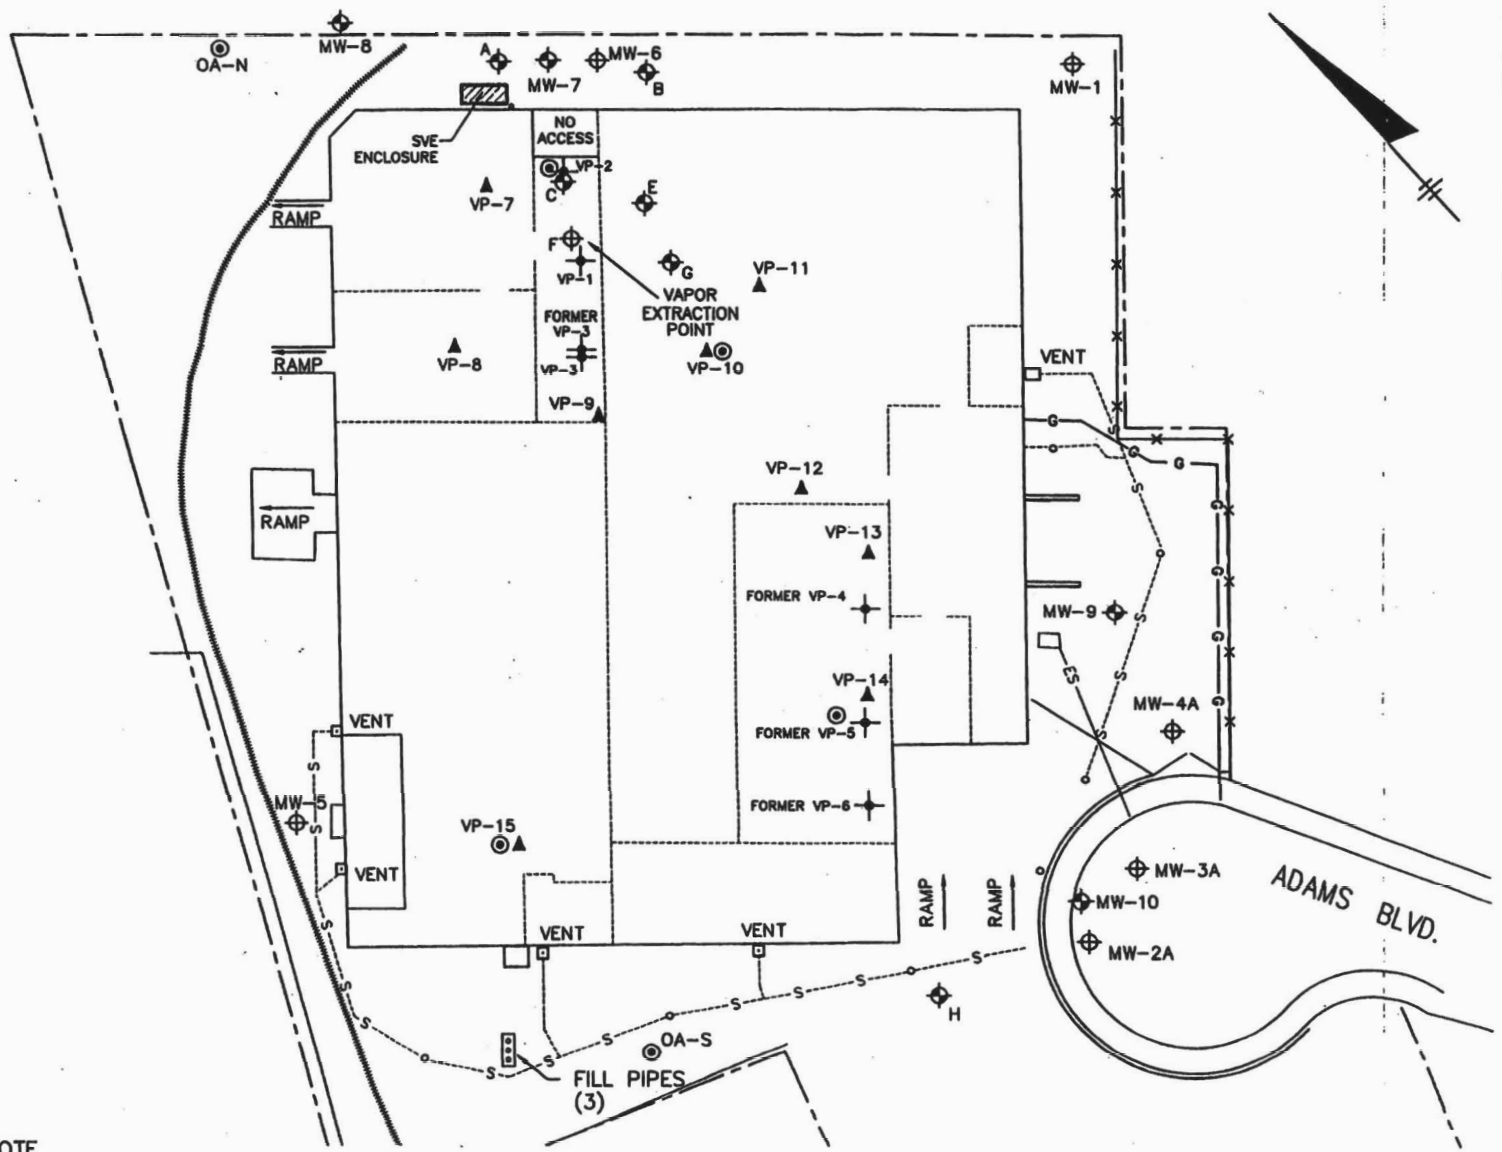 MW-8
OA-N
A
MW-7
MW-6
B
MW-1
SVE
ENCLOSURE
NO
ACCESS
VP-2
C
VP-7
E
RAMP
F
VP-1
G
VP-11
VAPOR
EXTRACTION
POINT
FORMER
VP-3
VP-3
RAMP
VP-8
VP-10
VENT
VP-9
G
S
G
G
S
VP-12
RAMP
G
VP-13
G
FORMER VP-4
MW-9
S
G
ES
S
VP-14
G
MW-4A
VENT
FORMER VP-5
S
S
MW-5
S
FORMER VP-6
VP-15
VENT
MW-3A
ADAMS BLVD.
RAMP
RAMP
MW-10
S
VENT
VENT
MW-2A
S
S
S
S
S
H
S
S
S
S
OA-S
FILL PIPES
(3)
OTE